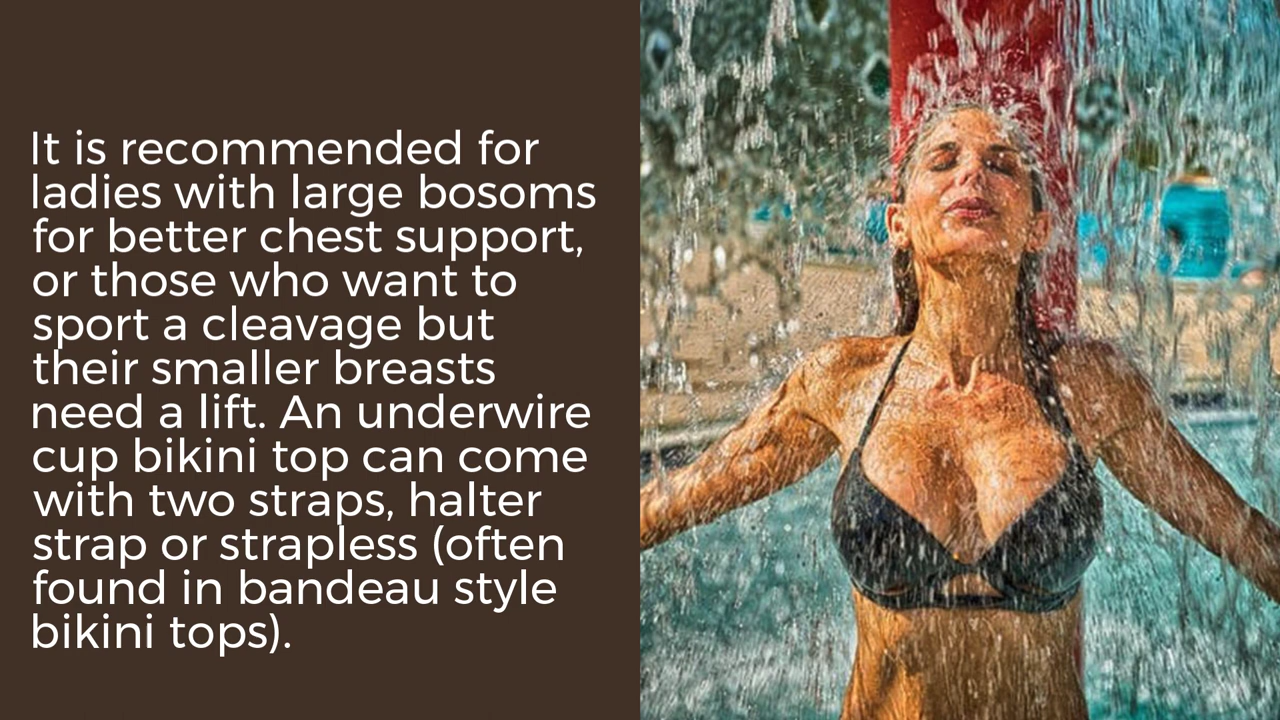 It is recommended for
ladies with large bosoms
for better chest support,
or those who want to
sport a cleavage but
their smaller breasts
need a lift. An underwire
cup bikini top can come
with two straps, halter
strap or strapless (often
found in bandeau style
bikini tops).